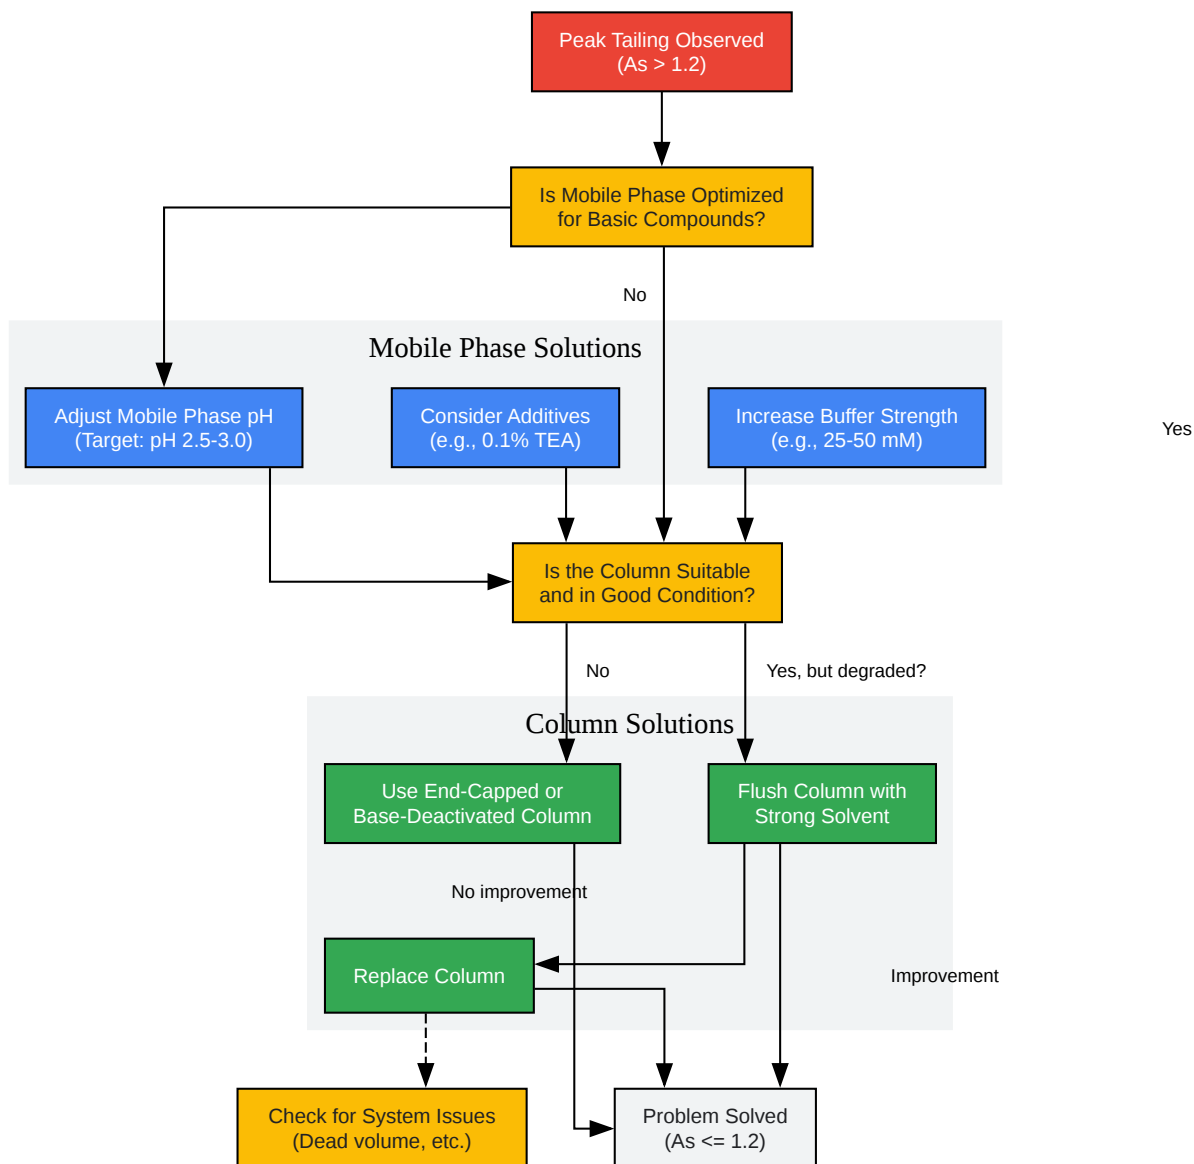 Peak Tailing Observed
(As > 1.2)
Is Mobile Phase Optimized
for Basic Compounds?
No
Mobile Phase Solutions
Adjust Mobile Phase pH
(Target: pH 2.5-3.0)
Consider Additives
(e.g., 0.1% TEA)
Increase Buffer Strength
(e.g., 25-50 mM)
Yes
Is the Column Suitable
and in Good Condition?
No
Yes, but degraded?
Column Solutions
Use End-Capped or
Base-Deactivated Column
Flush Column with
Strong Solvent
No improvement
Replace Column
Improvement
Check for System Issues
(Dead volume, etc.)
Problem Solved
(As <= 1.2)